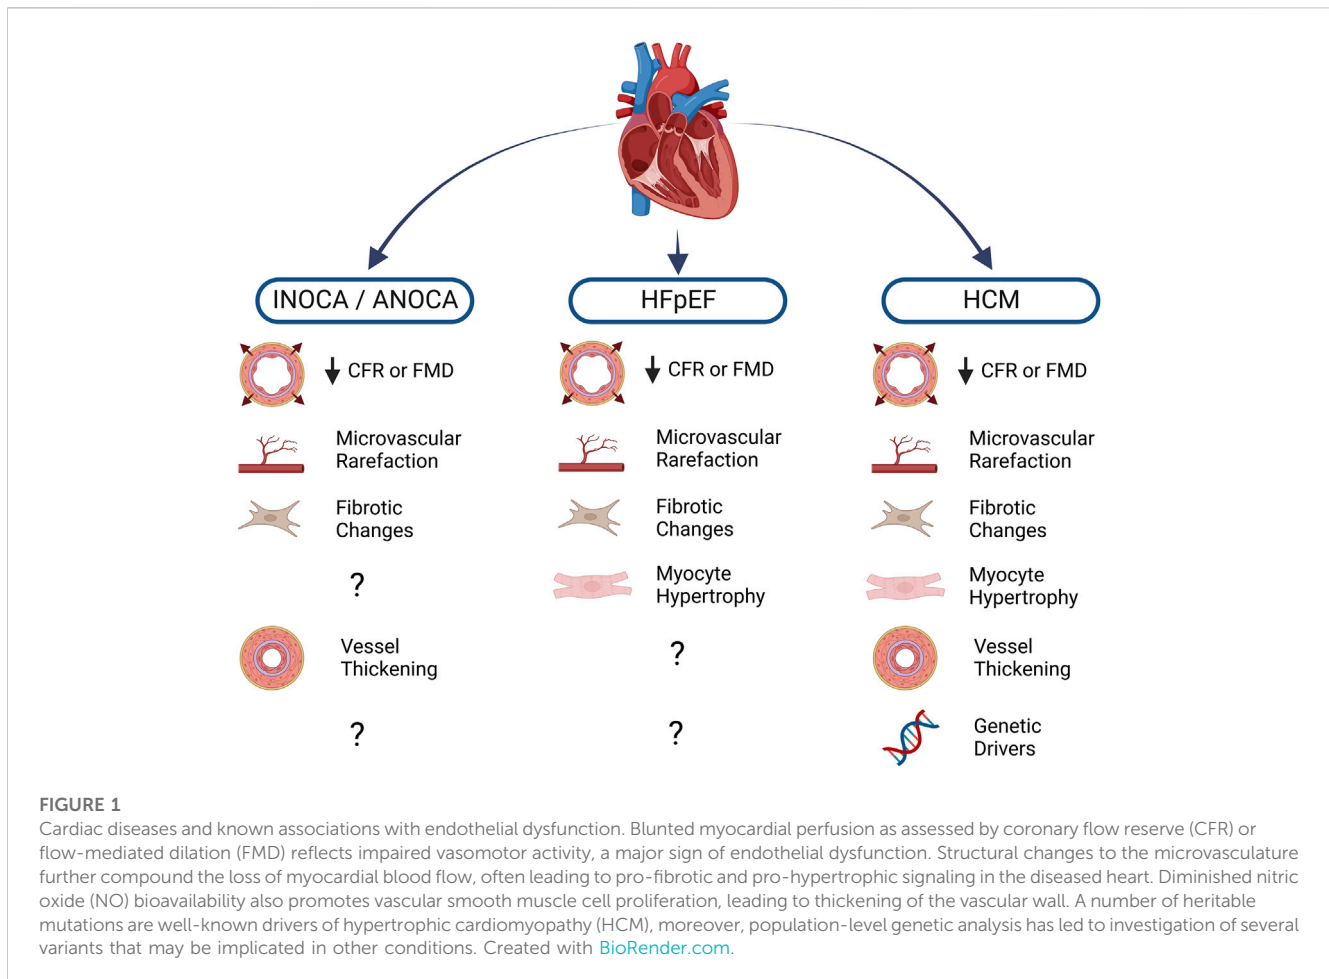 INOCA / ANOCA
HFpEF
HCM
CFR or FMD
CFR or FMD
CFR or FMD
Microvascular
Rarefaction
Microvascular
Rarefaction
Microvascular
Rarefaction
Fibrotic
Changes
Fibrotic
Changes
Fibrotic
Changes
?
Myocyte
Hypertrophy
Myocyte
Hypertrophy
Vessel
Thickening
?
Vessel
Thickening
?
?
Genetic
Drivers
FIGURE 1
Cardiac diseases and known associations with endothelial dysfunction. Blunted myocardial perfusion as assessed by coronary flow reserve (CFR) or
flow-mediated dilation (FMD) reflects impaired vasomotor activity, a major sign of endothelial dysfunction. Structural changes to the microvasculature
further compound the loss of myocardial blood flow, often leading to pro-fibrotic and pro-hypertrophic signaling in the diseased heart. Diminished nitric
oxide (NO) bioavailability also promotes vascular smooth muscle cell proliferation, leading to thickening of the vascular wall. A number of heritable
mutations are well-known drivers of hypertrophic cardiomyopathy (HCM), moreover, population-level genetic analysis has led to investigation of several
variants that may be implicated in other conditions. Created with BioRender.com.